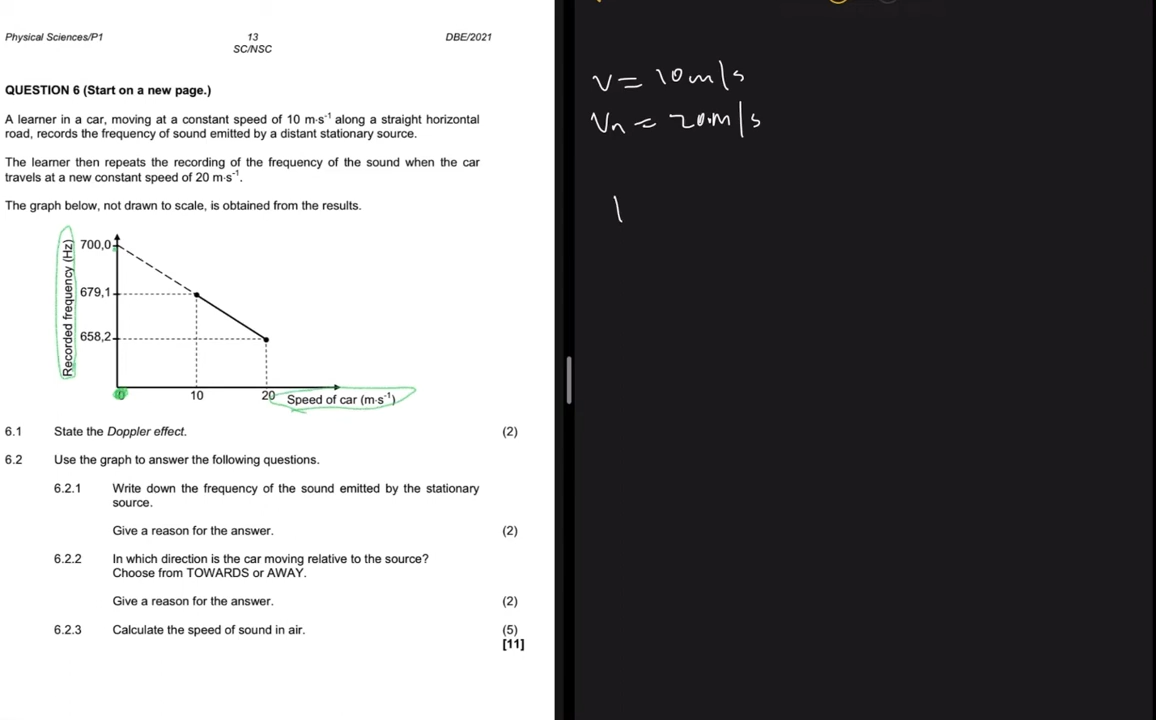 Physical Sciences/P1 13 DBE/2021
SC/NSC
QUESTION 6 (Start on a new page.)
A learner in a car, moving at a constant speed of 10 m·s⁻¹ along a straight horizontal
road, records the frequency of sound emitted by a distant stationary source.
The learner then repeats the recording of the frequency of the sound when the car
travels at a new constant speed of 20 m·s⁻¹.
The graph below, not drawn to scale, is obtained from the results.
Recorded frequency (Hz)
700,0
679,1
658,2
0 10 20 Speed of car (m·s⁻¹)
6.1 State the Doppler effect. (2)
6.2 Use the graph to answer the following questions.
6.2.1 Write down the frequency of the sound emitted by the stationary
source.
Give a reason for the answer. (2)
6.2.2 In which direction is the car moving relative to the source?
Choose from TOWARDS or AWAY.
Give a reason for the answer. (2)
6.2.3 Calculate the speed of sound in air. (5)
[11]
v = 10 m/s
vn = 20.m/s